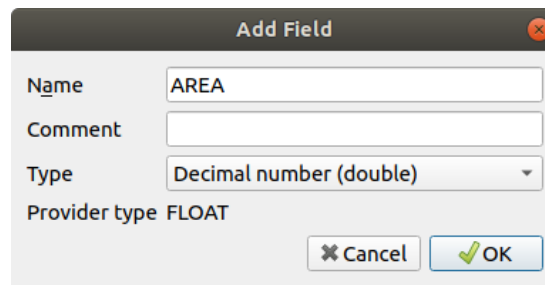 Add Field
Name AREA
Comment
Type Decimal number (double)
Provider type FLOAT
Cancel OK